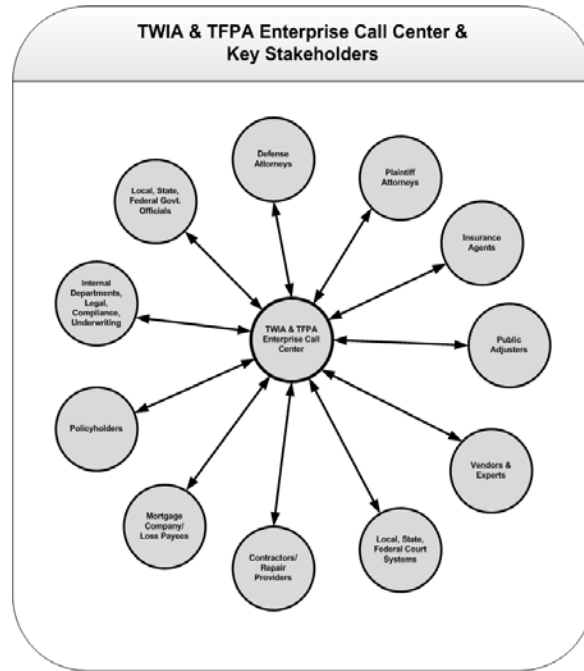 TWIA & TFPA Enterprise Call Center &
Key Stakeholders
Defense
Attorneys
Plaintiff
Attorneys
Local, State,
Federal Govt.
Officials
Insurance
Agents
Internal
Departments,
Legal,
Compliance,
Underwriting
TWIA & TFPA
Enterprise Call
Center
Public
Adjusters
Policyholders
Vendors &
Experts
Mortgage
Company/
Loss Payees
Contractors/
Repair
Providers
Local, State,
Federal Court
Systems